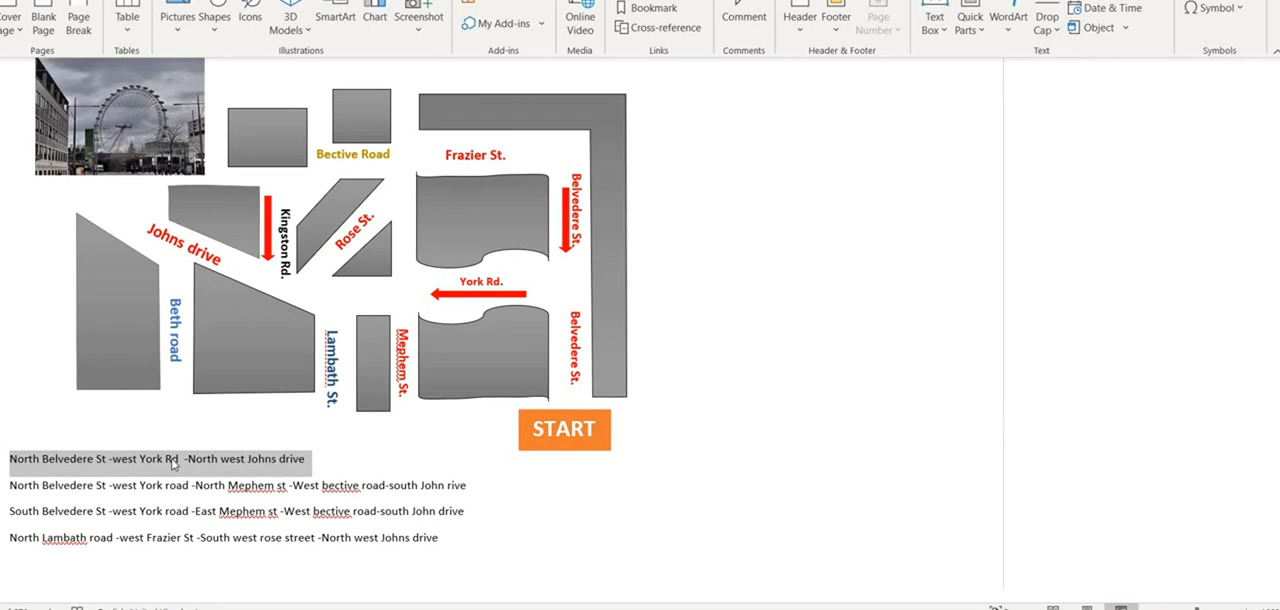 Cover
Page
Blank
Page
Page
Break
Pages
Table
Tables
Pictures
Shapes
Icons
3D
Models
SmartArt
Chart
Screenshot
Illustrations
My Add-ins
Add-ins
Online
Video
Media
Bookmark
Cross-reference
Links
Comment
Comments
Header
Footer
Page
Number
Header & Footer
Text
Box
Quick
Parts
WordArt
Drop
Cap
Date & Time
Object
Text
Symbol
Symbols
Bective Road
Frazier St.
Belvedere St.
Kingston Rd.
Rose St.
Johns drive
York Rd.
Beth road
Lambath St.
Mephem St.
Belvedere St.
START
North Belvedere St -west York Rd -North west Johns drive
North Belvedere St -west York road -North Mephem st -West bective road-south John rive
South Belvedere St -west York road -East Mephem st -West bective road-south John drive
North Lambath road -west Frazier St -South west rose street -North west Johns drive